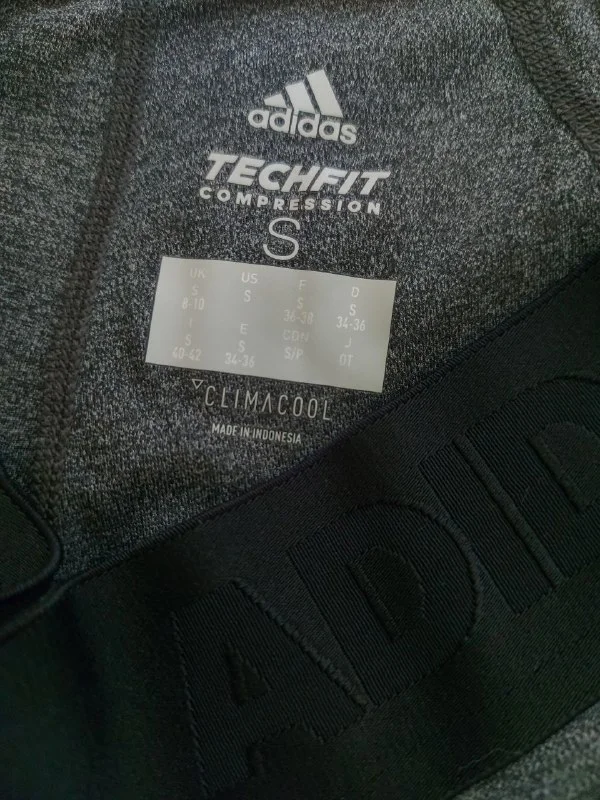 adidas
TECHFIT
COMPRESSION
S
UK US F D
S S S S
8-10 36-38 34-36
I E CDN J
S S S/P OT
40-42 34-36
CLIMACOOL
MADE IN INDONESIA
ADID